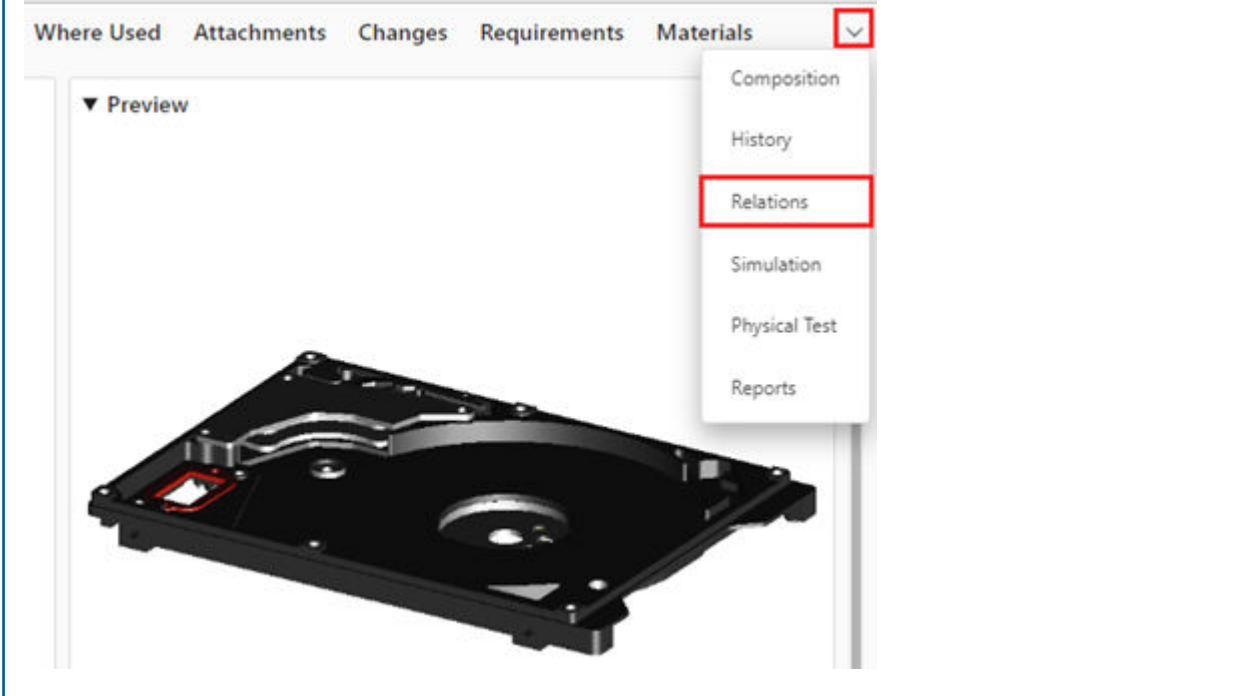 Where Used Attachments Changes Requirements Materials
Composition
▼ Preview
History
Relations
Simulation
Physical Test
Reports